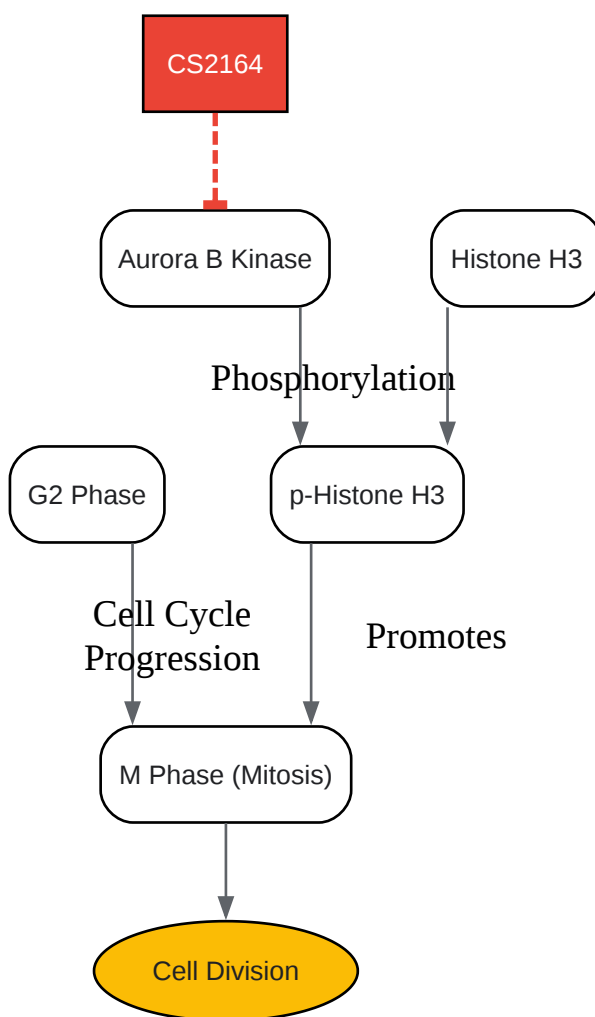 CS2164
Aurora B Kinase
Histone H3
Phosphorylation
G2 Phase
p-Histone H3
Cell Cycle
Progression
Promotes
M Phase (Mitosis)
Cell Division